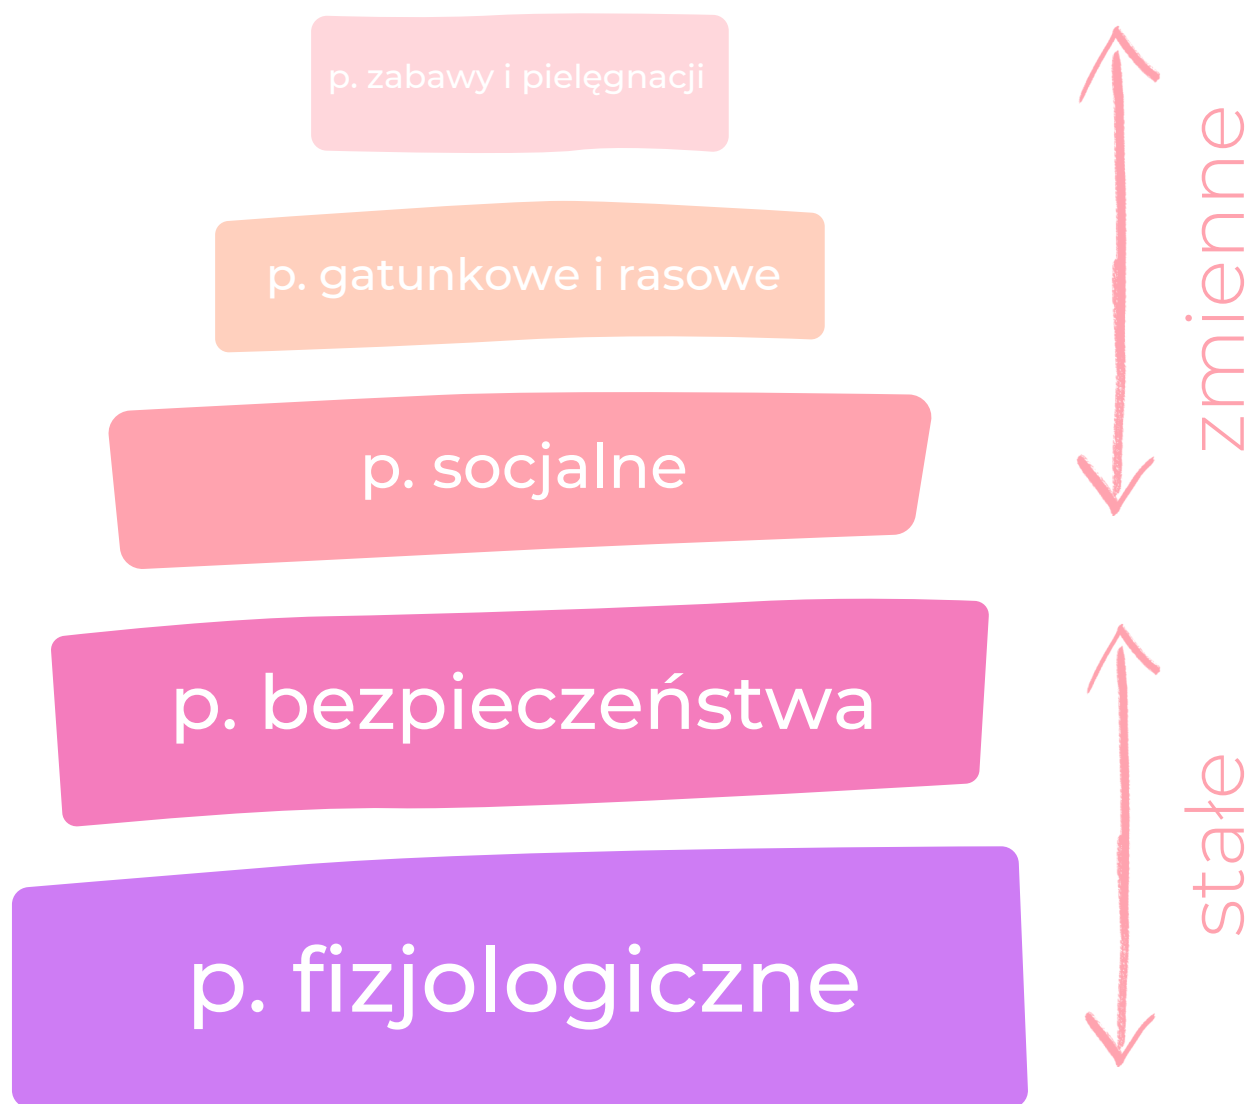 p. zabawy i pielęgnacji
p. gatunkowe i rasowe
p. socjalne
p. bezpieczeństwa
p. fizjologiczne
zmienne
stałe